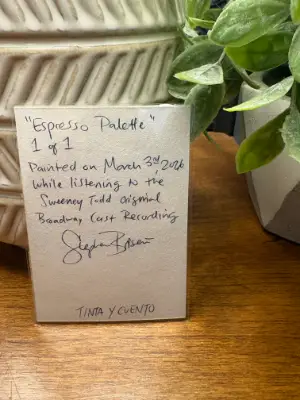 "Espresso Palette"
1 of 1
Painted on March 3rd, 2026
while listening to the
Sweeney Todd original
Broadway Cast Recording
TINTA Y CUENTO